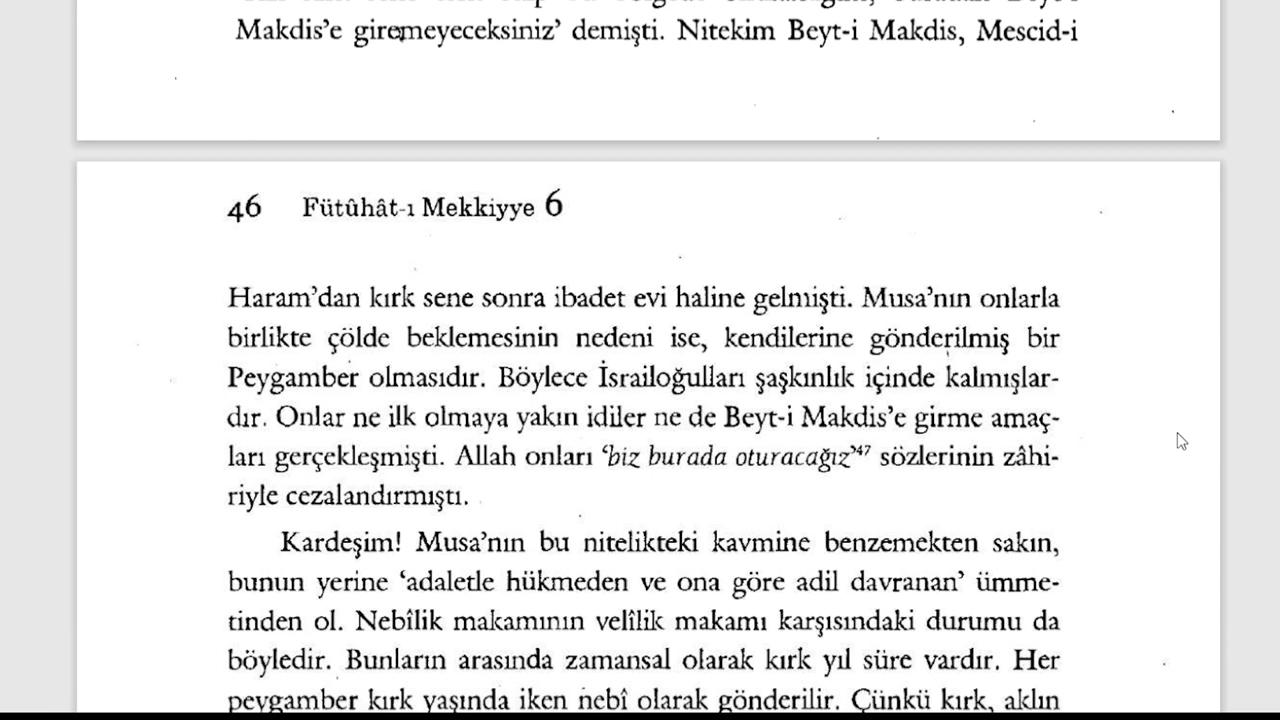 Makdis’e giremeyeceksiniz’ demişti. Nitekim Beyt-i Makdis, Mescid-i
46 Fütûhât-ı Mekkiyye 6
Haram’dan kırk sene sonra ibadet evi haline gelmişti. Musa’nın onlarla
birlikte çölde beklemesinin nedeni ise, kendilerine gönderilmiş bir
Peygamber olmasıdır. Böylece İsrailoğulları şaşkınlık içinde kalmışlar-
dır. Onlar ne ilk olmaya yakın idiler ne de Beyt-i Makdis’e girme amaç-
ları gerçekleşmişti. Allah onları ‘biz burada oturacağız’47 sözlerinin zâhi-
riyle cezalandırmıştı.
Kardeşim! Musa’nın bu nitelikteki kavmine benzemekten sakın,
bunun yerine ‘adaletle hükmeden ve ona göre adil davranan’ ümme-
tinden ol. Nebîlik makamının velîlik makamı karşısındaki durumu da
böyledir. Bunların arasında zamansal olarak kırk yıl süre vardır. Her
peygamber kırk yaşında iken nebî olarak gönderilir. Çünkü kırk, aklın